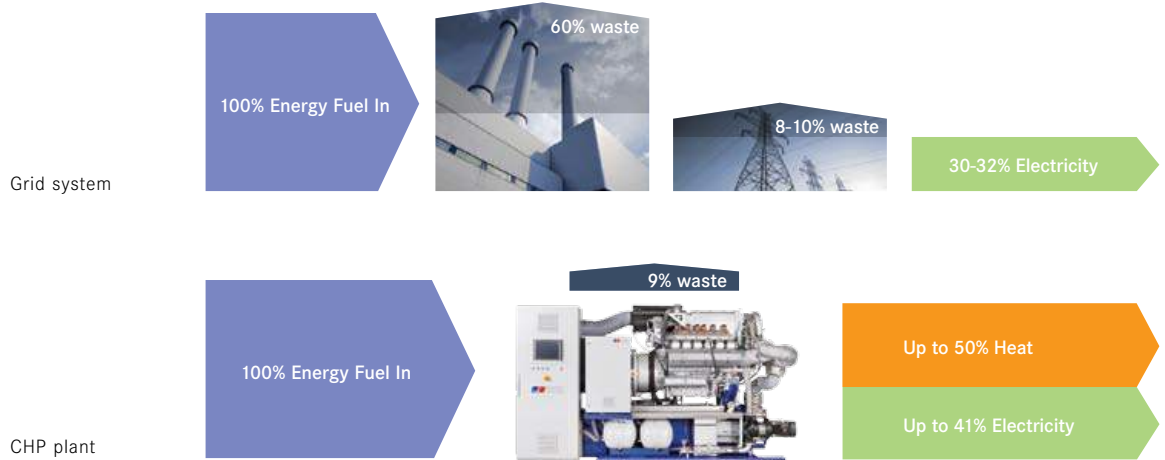 60% waste
100% Energy Fuel In
8-10% waste
30-32% Electricity
Grid system
9% waste
Up to 50% Heat
100% Energy Fuel In
Up to 41% Electricity
CHP plant